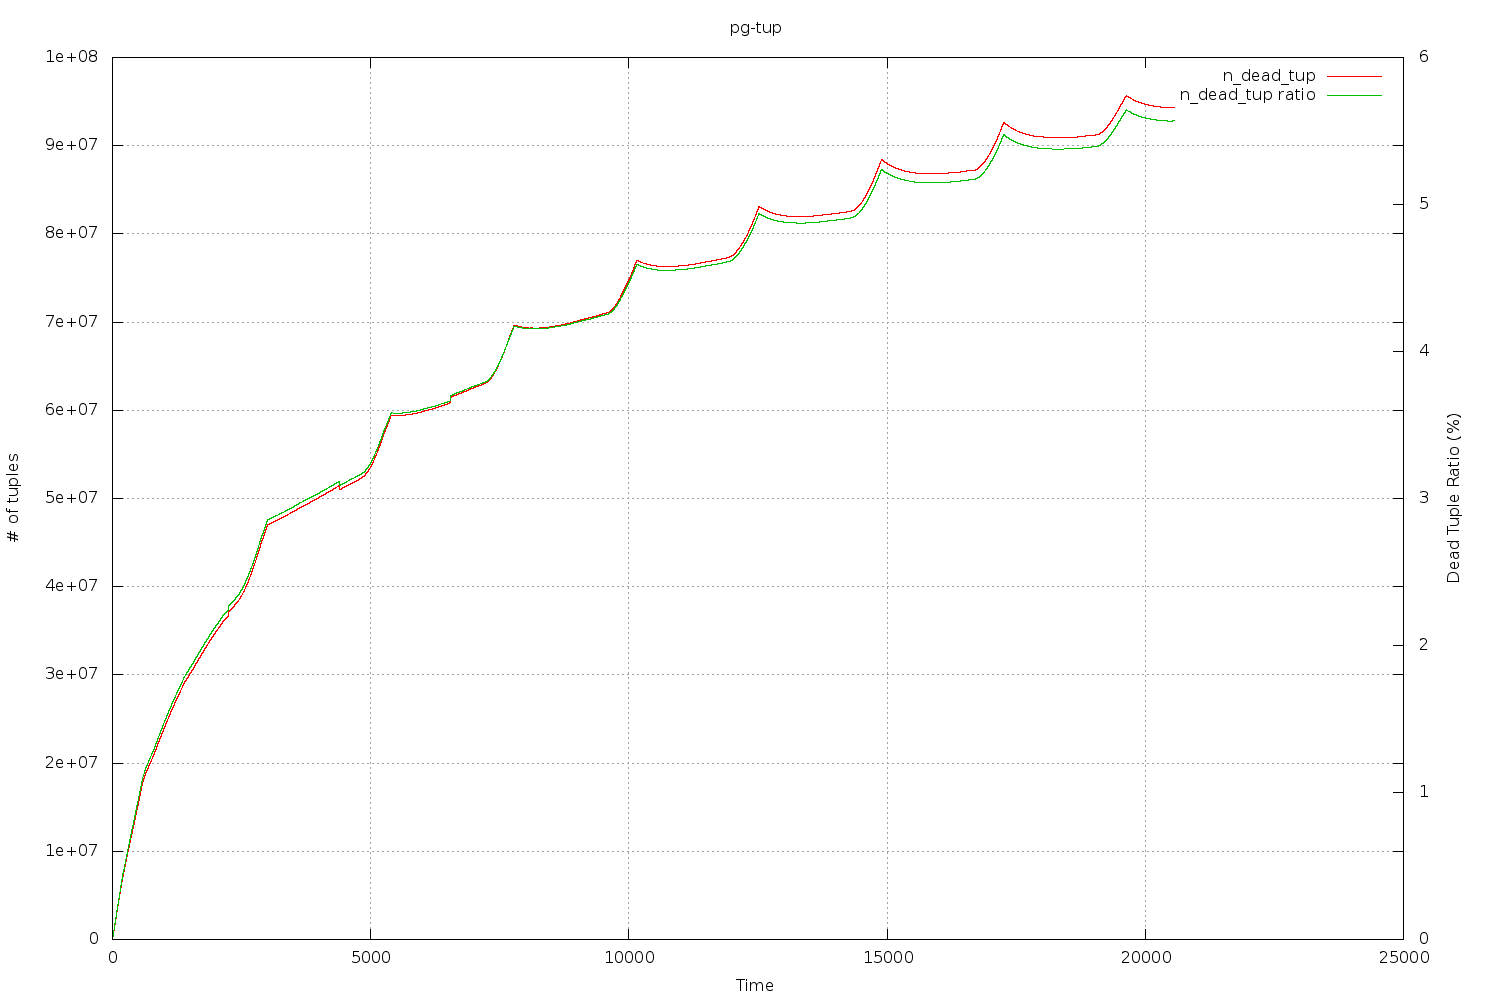 pg-tup
n_dead_tup
n_dead_tup ratio
1e+08
9e+07
8e+07
7e+07
6e+07
5e+07
4e+07
3e+07
2e+07
1e+07
0
# of tuples
6
5
4
3
2
1
0
Dead Tuple Ratio (%)
0 5000 10000 15000 20000 25000
Time